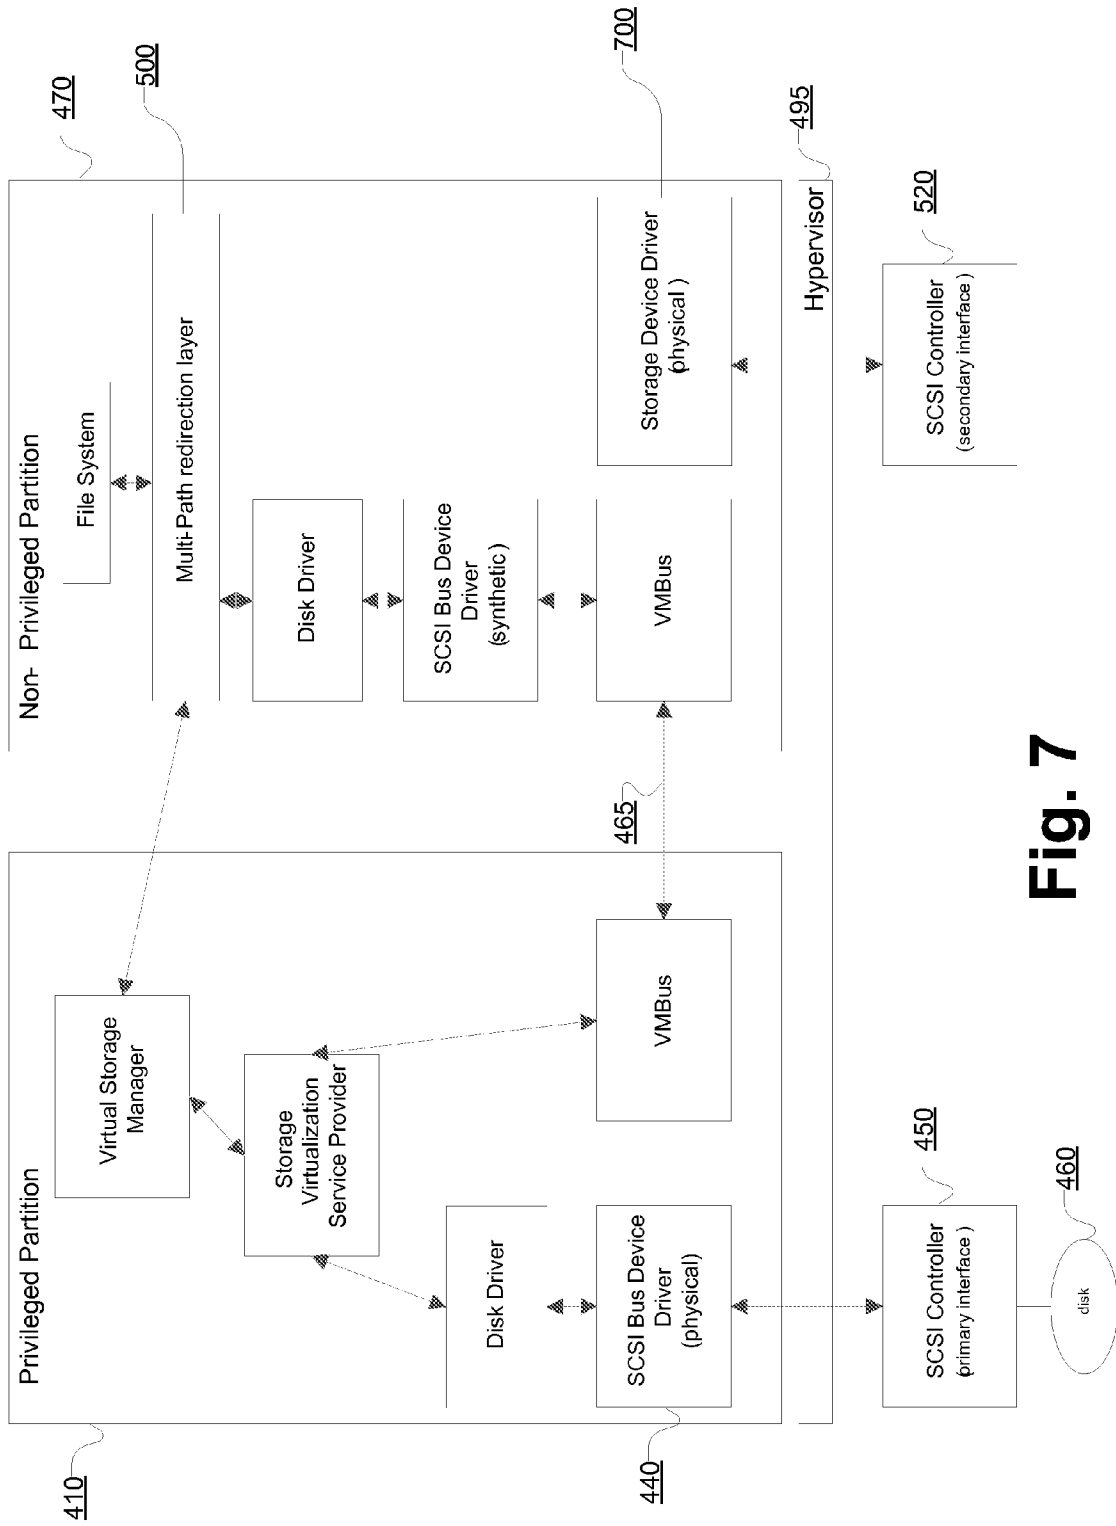 Privileged Partition
410
Virtual Storage
Manager
Storage
Virtualization
Service Provider
Disk Driver
SCSI Bus Device
Driver
(physical)
440
VMBus
465
Non- Privileged Partition
470
File System
Multi-Path redirection layer
500
Disk Driver
SCSI Bus Device
Driver
(synthetic )
VMBus
Storage Device Driver
(physical )
700
Hypervisor
495
SCSI Controller
(primary interface )
450
disk
460
SCSI Controller
(secondary interface )
520
Fig. 7